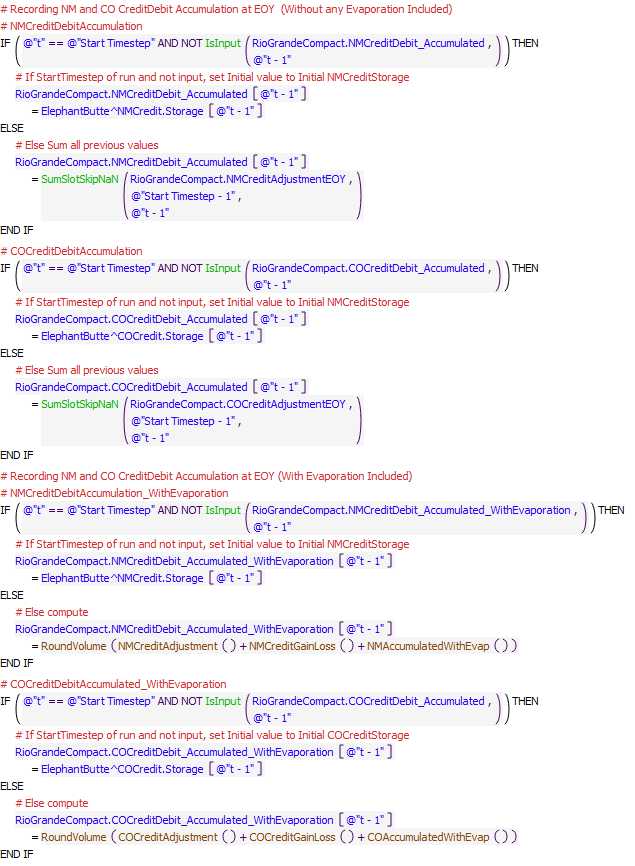 # Recording NM and CO CreditDebit Accumulation at EOY (Without any Evaporation Included)
# NMCreditDebitAccumulation
IF ( @"t" == @"Start Timestep" AND NOT IsInput ( RioGrandeCompact.NMCreditDebit_Accumulated ,
@"t - 1" ) ) THEN
# If StartTimestep of run and not input, set Initial value to Initial NMCreditStorage
RioGrandeCompact.NMCreditDebit_Accumulated [ @"t - 1" ]
= ElephantButte^NMCredit.Storage [ @"t - 1" ]
ELSE
# Else Sum all previous values
RioGrandeCompact.NMCreditDebit_Accumulated [ @"t - 1" ]
= SumSlotSkipNaN ( RioGrandeCompact.NMCreditAdjustmentEOY ,
@"Start Timestep - 1" ,
@"t - 1" )
END IF
# COCreditDebitAccumulation
IF ( @"t" == @"Start Timestep" AND NOT IsInput ( RioGrandeCompact.COCreditDebit_Accumulated ,
@"t - 1" ) ) THEN
# If StartTimestep of run and not input, set Initial value to Initial NMCreditStorage
RioGrandeCompact.COCreditDebit_Accumulated [ @"t - 1" ]
= ElephantButte^COCredit.Storage [ @"t - 1" ]
ELSE
# Else Sum all previous values
RioGrandeCompact.COCreditDebit_Accumulated [ @"t - 1" ]
= SumSlotSkipNaN ( RioGrandeCompact.COCreditAdjustmentEOY ,
@"Start Timestep - 1" ,
@"t - 1" )
END IF
# Recording NM and CO CreditDebit Accumulation at EOY (With Evaporation Included)
# NMCreditDebitAccumulation_WithEvaporation
IF ( @"t" == @"Start Timestep" AND NOT IsInput ( RioGrandeCompact.NMCreditDebit_Accumulated_WithEvaporation ,
@"t - 1" ) ) THEN
# If StartTimestep of run and not input, set Initial value to Initial NMCreditStorage
RioGrandeCompact.NMCreditDebit_Accumulated_WithEvaporation [ @"t - 1" ]
= ElephantButte^NMCredit.Storage [ @"t - 1" ]
ELSE
# Else compute
RioGrandeCompact.NMCreditDebit_Accumulated_WithEvaporation [ @"t - 1" ]
= RoundVolume ( NMCreditAdjustment ( ) + NMCreditGainLoss ( ) + NMAccumulatedWithEvap ( ) )
END IF
# COCreditDebitAccumulated_WithEvaporation
IF ( @"t" == @"Start Timestep" AND NOT IsInput ( RioGrandeCompact.COCreditDebit_Accumulated ,
@"t - 1" ) ) THEN
# If StartTimestep of run and not input, set Initial value to Initial COCreditStorage
RioGrandeCompact.COCreditDebit_Accumulated_WithEvaporation [ @"t - 1" ]
= ElephantButte^COCredit.Storage [ @"t - 1" ]
ELSE
# Else compute
RioGrandeCompact.COCreditDebit_Accumulated_WithEvaporation [ @"t - 1" ]
= RoundVolume ( COCreditAdjustment ( ) + COCreditGainLoss ( ) + COAccumulatedWithEvap ( ) )
END IF